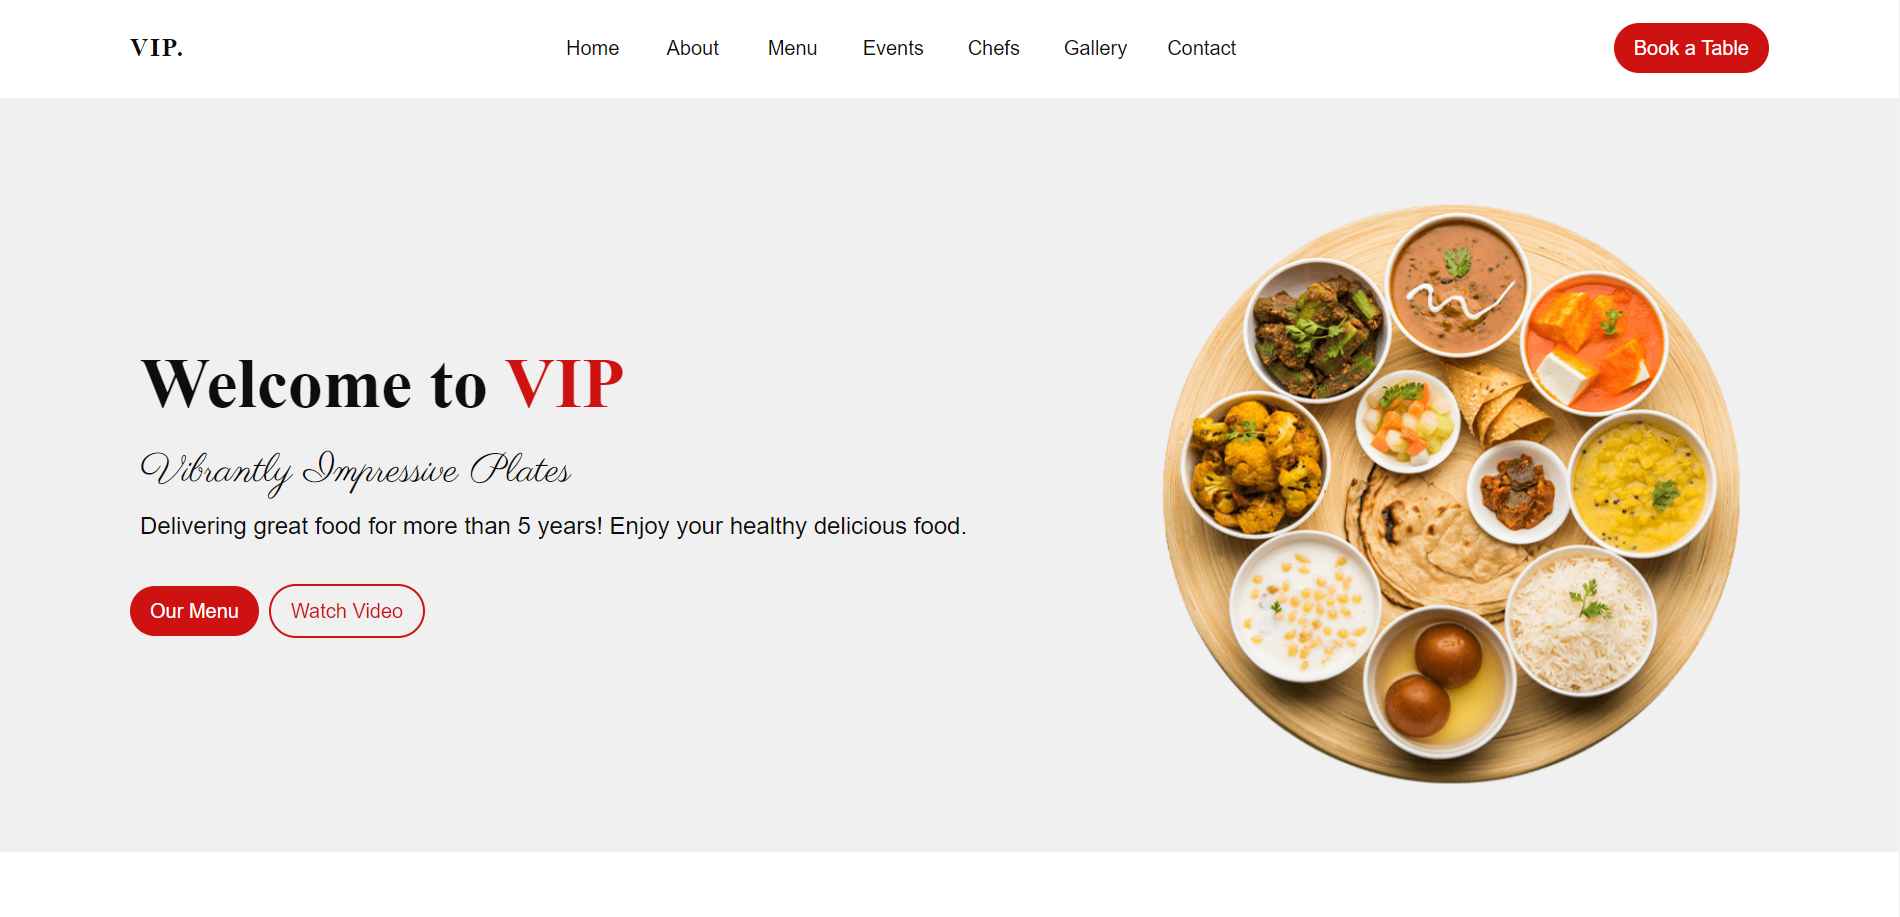 VIP.
Home About Menu Events Chefs Gallery Contact
Book a Table
Welcome to VIP
Vibrantly Impressive Plates
Delivering great food for more than 5 years! Enjoy your healthy delicious food.
Our Menu
Watch Video